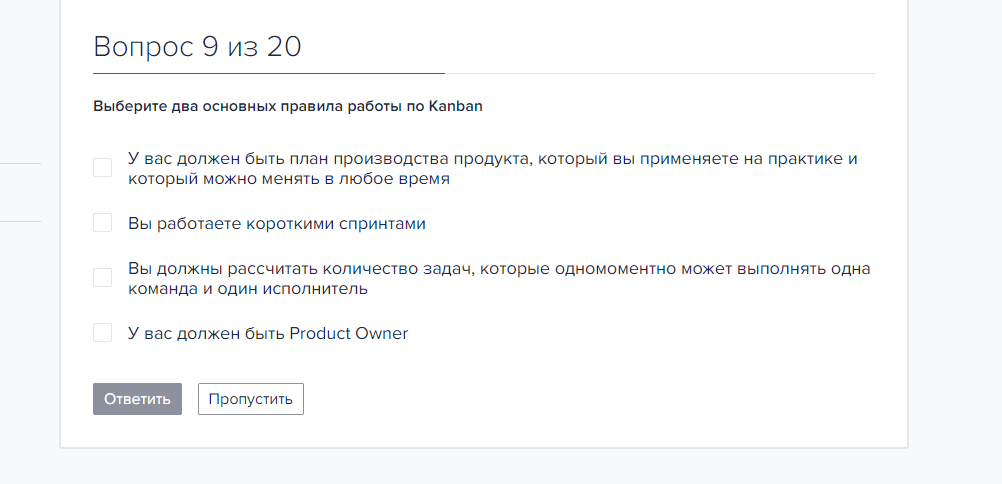 Вопрос 9 из 20
Выберите два основных правила работы по Kanban
У вас должен быть план производства продукта, который вы применяете на практике и
который можно менять в любое время
Вы работаете короткими спринтами
Вы должны рассчитать количество задач, которые одномоментно может выполнять одна
команда и один исполнитель
У вас должен быть Product Owner
Ответить
Пропустить